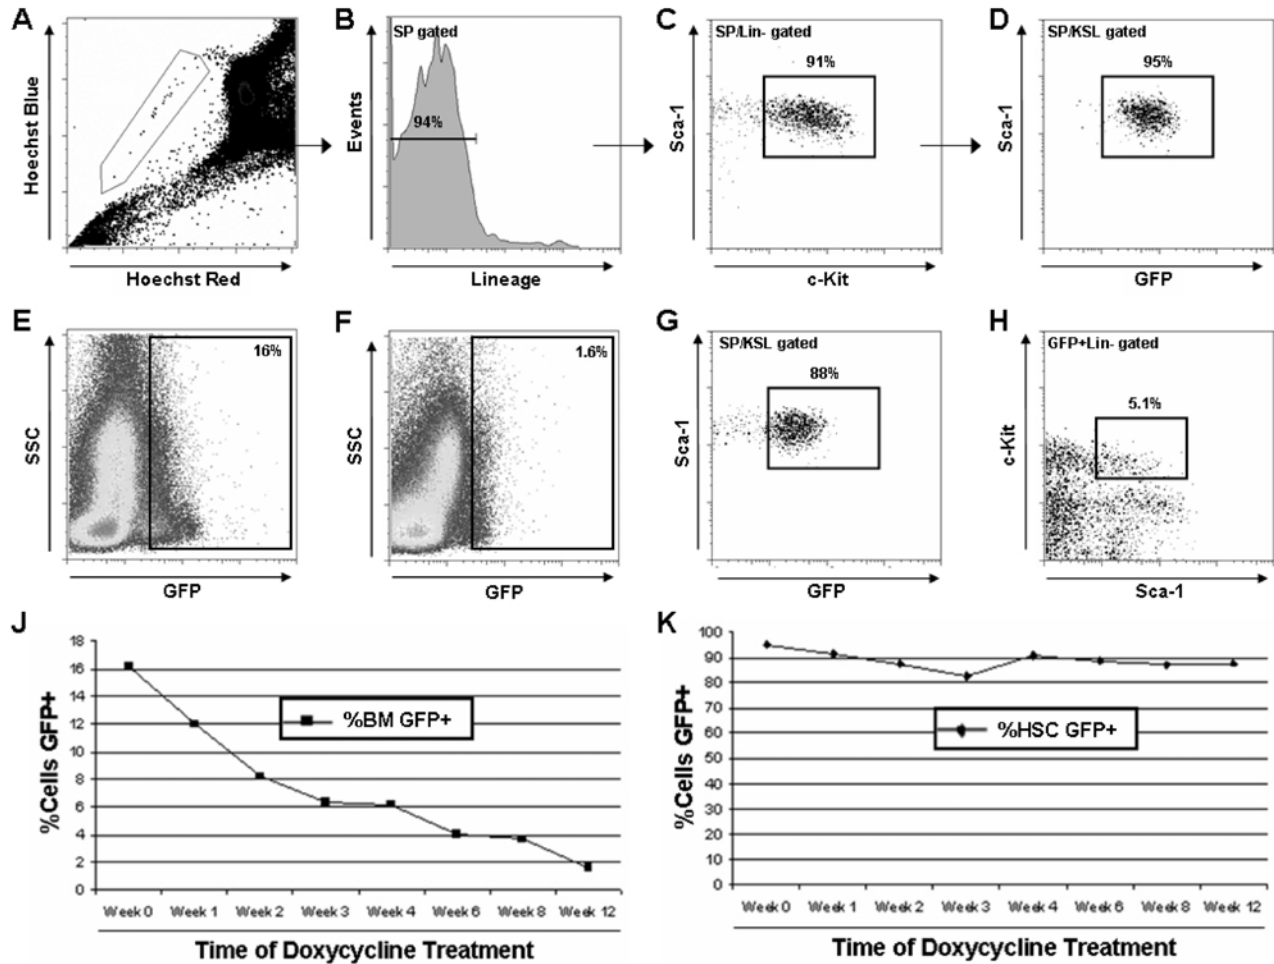 A
Hoechst Blue
Hoechst Red
B
SP gated
94%
Events
Lineage
C
SP/Lin- gated
91%
Sca-1
c-Kit
D
SP/KSL gated
95%
Sca-1
GFP
E
16%
SSC
GFP
F
1.6%
SSC
GFP
G
SP/KSL gated
88%
Sca-1
GFP
H
GFP+Lin- gated
5.1%
c-Kit
Sca-1
J
%Cells GFP+
18
16
14
12
10
8
6
4
2
0
%BM GFP+
Week 0 Week 1 Week 2 Week 3 Week 4 Week 6 Week 8 Week 12
Time of Doxycycline Treatment
K
%Cells GFP+
100
90
80
70
60
50
40
30
20
10
0
%HSC GFP+
Week 0 Week 1 Week 2 Week 3 Week 4 Week 6 Week 8 Week 12
Time of Doxycycline Treatment